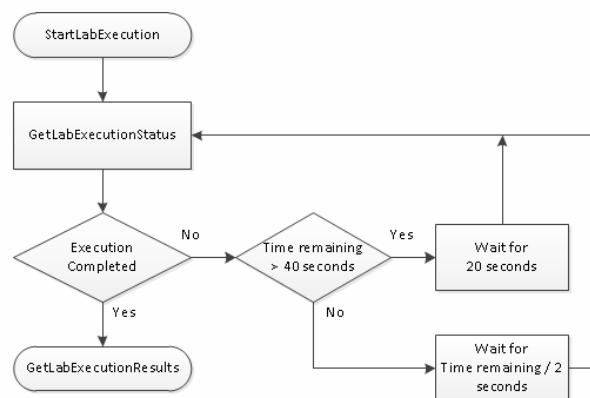 StartLabExecution
GetLabExecutionStatus
Execution
Completed
No
Time remaining
> 40 seconds
Yes
Wait for
20 seconds
Yes
No
GetLabExecutionResults
Wait for
Time remaining / 2
seconds